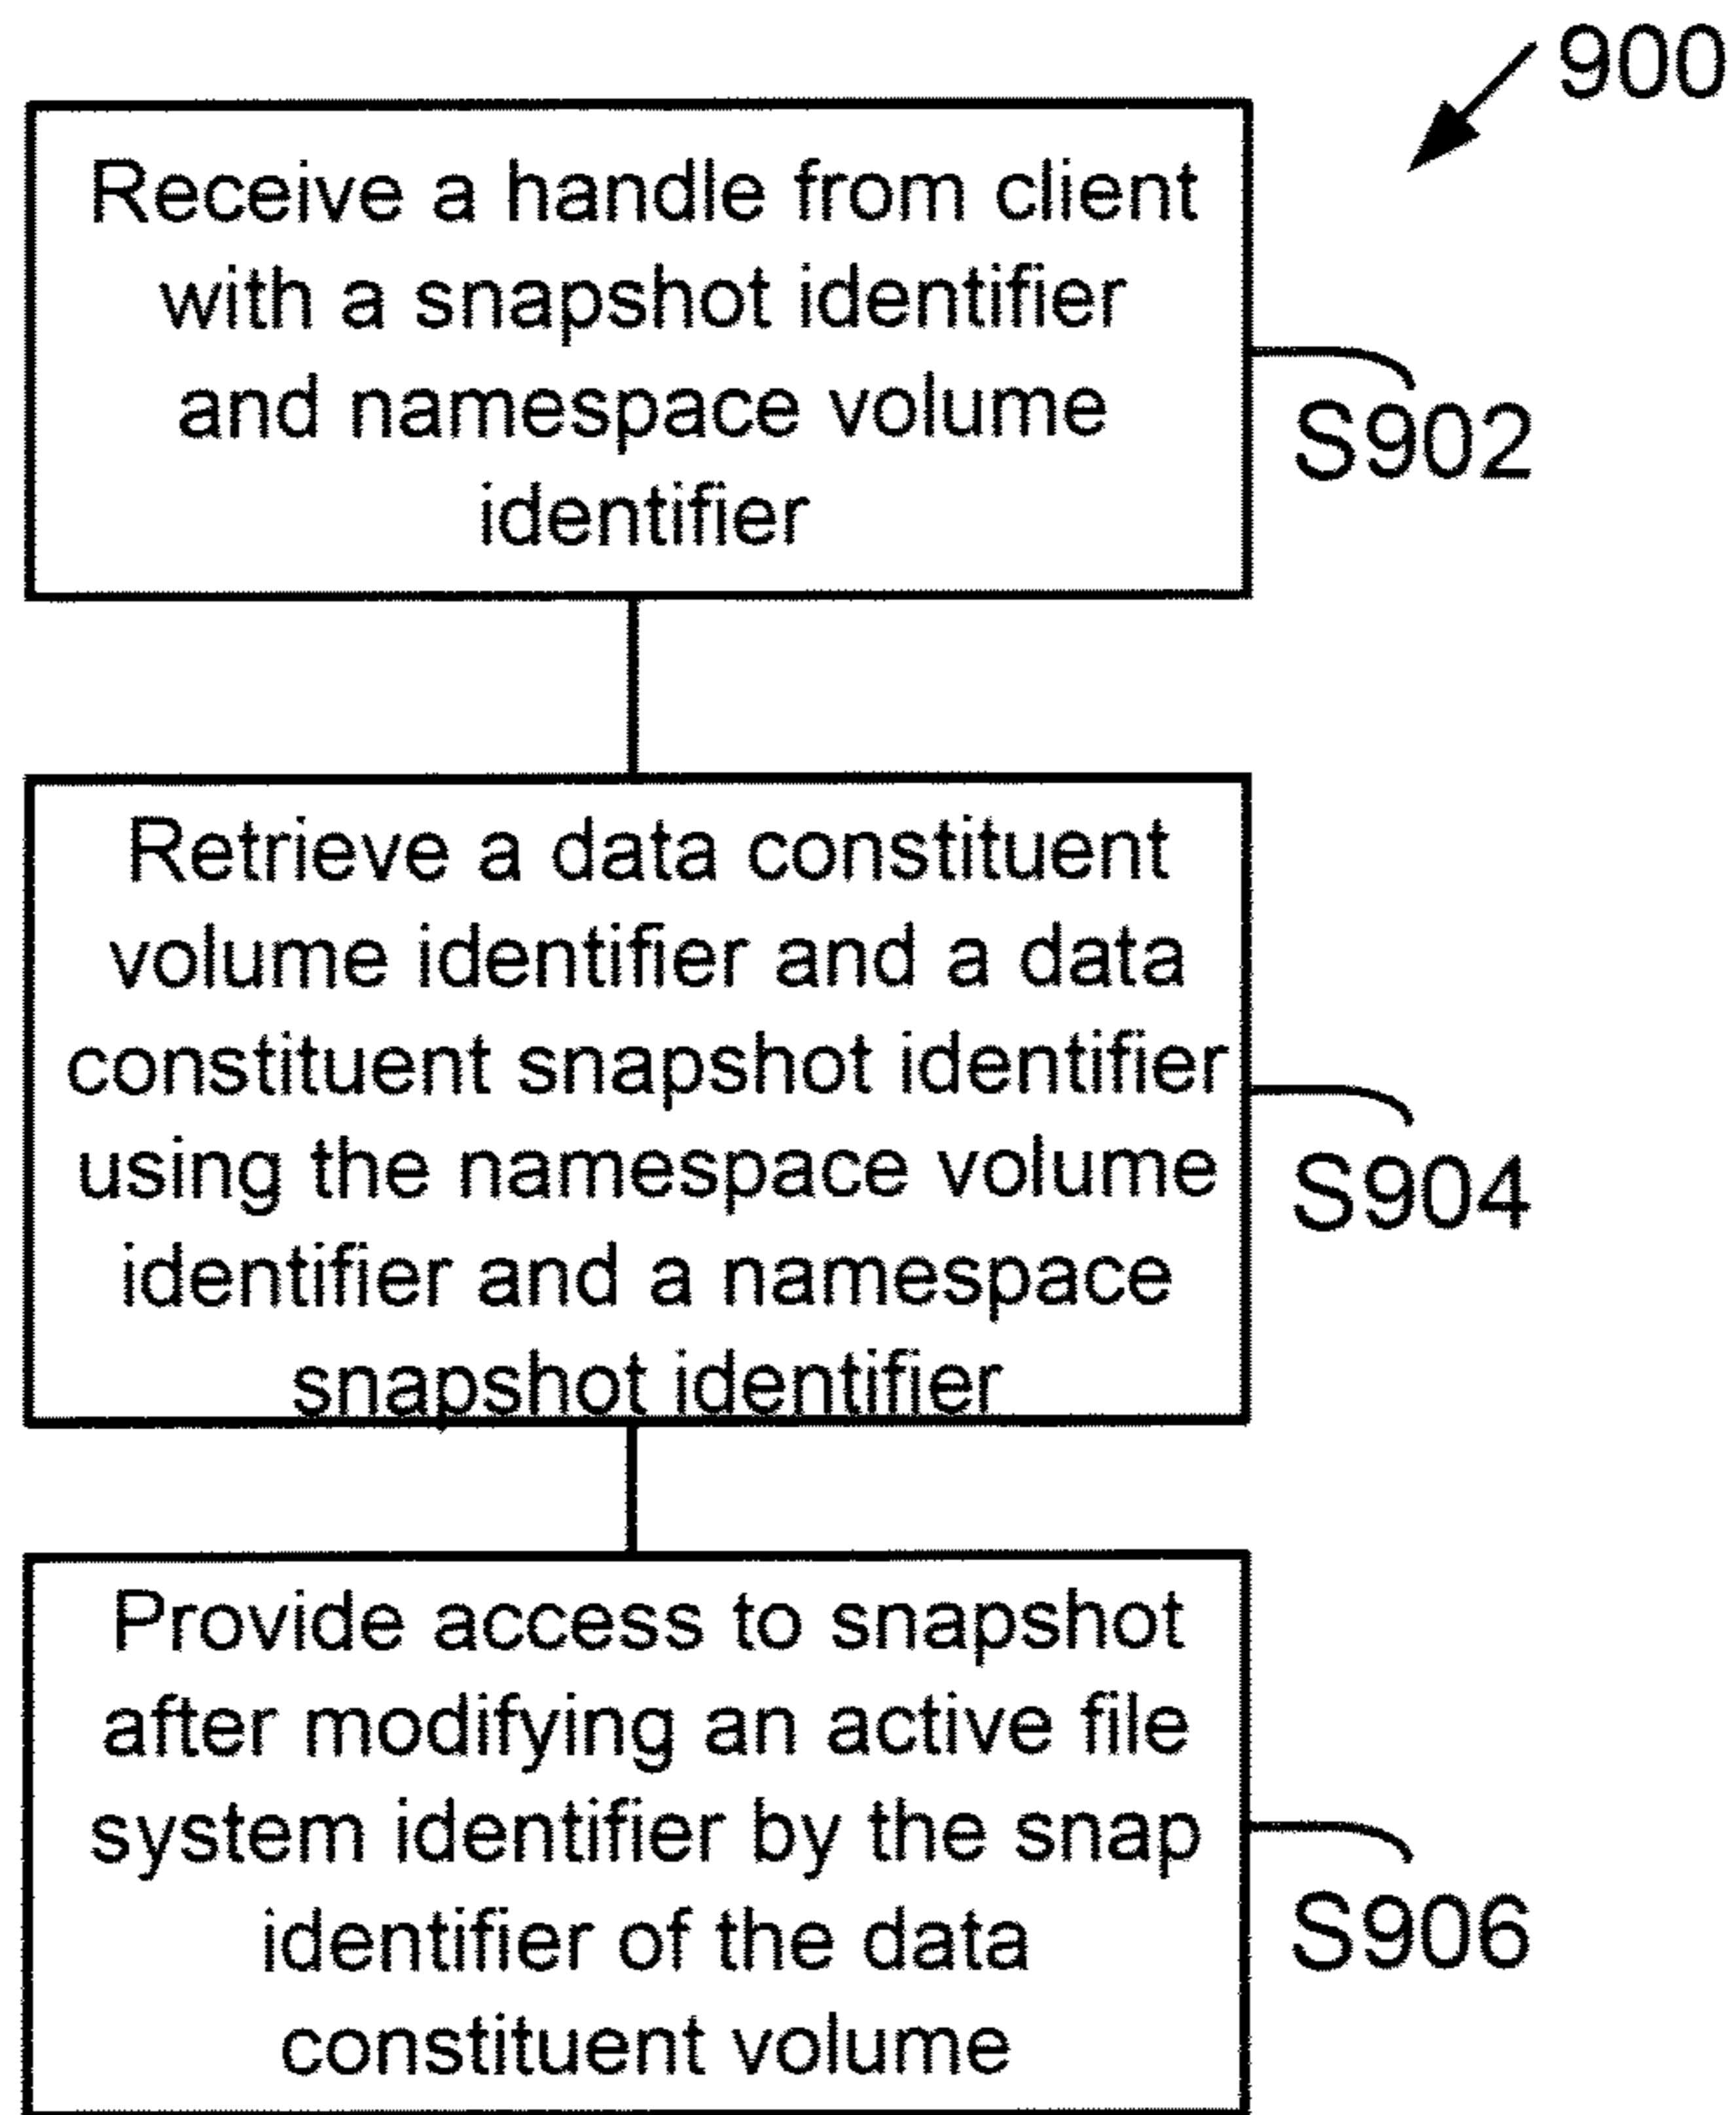 900
Receive a handle from client
with a snapshot identifier
and namespace volume
identifier
S902
Retrieve a data constituent
volume identifier and a data
constituent snapshot identifier
using the namespace volume
identifier and a namespace
snapshot identifier
S904
Provide access to snapshot
after modifying an active file
system identifier by the snap
identifier of the data
constituent volume
S906